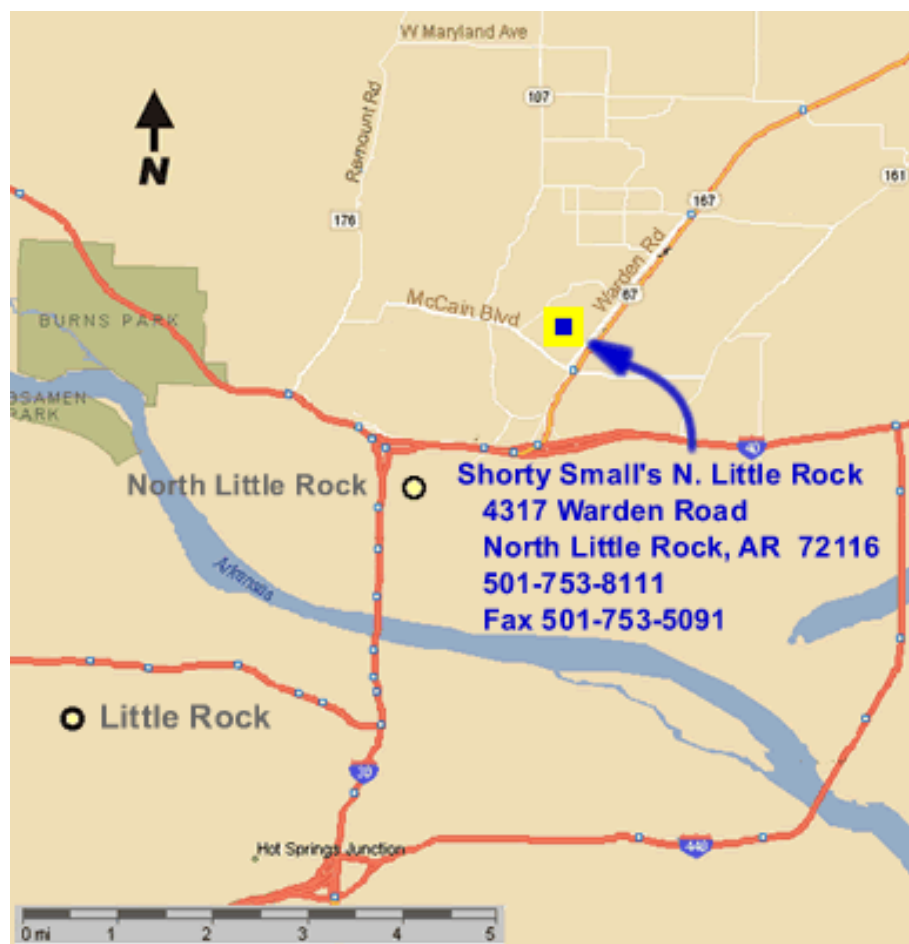 W Maryland Ave
107
Remount Rd
N
161
167
176
Warden Rd
67
McCain Blvd
BURNS PARK
OSAMEN
PARK
40
North Little Rock
Shorty Small's N. Little Rock
4317 Warden Road
North Little Rock, AR 72116
501-753-8111
Fax 501-753-5091
Arkansas
Little Rock
30
Hot Springs Junction
440
0 mi 1 2 3 4 5